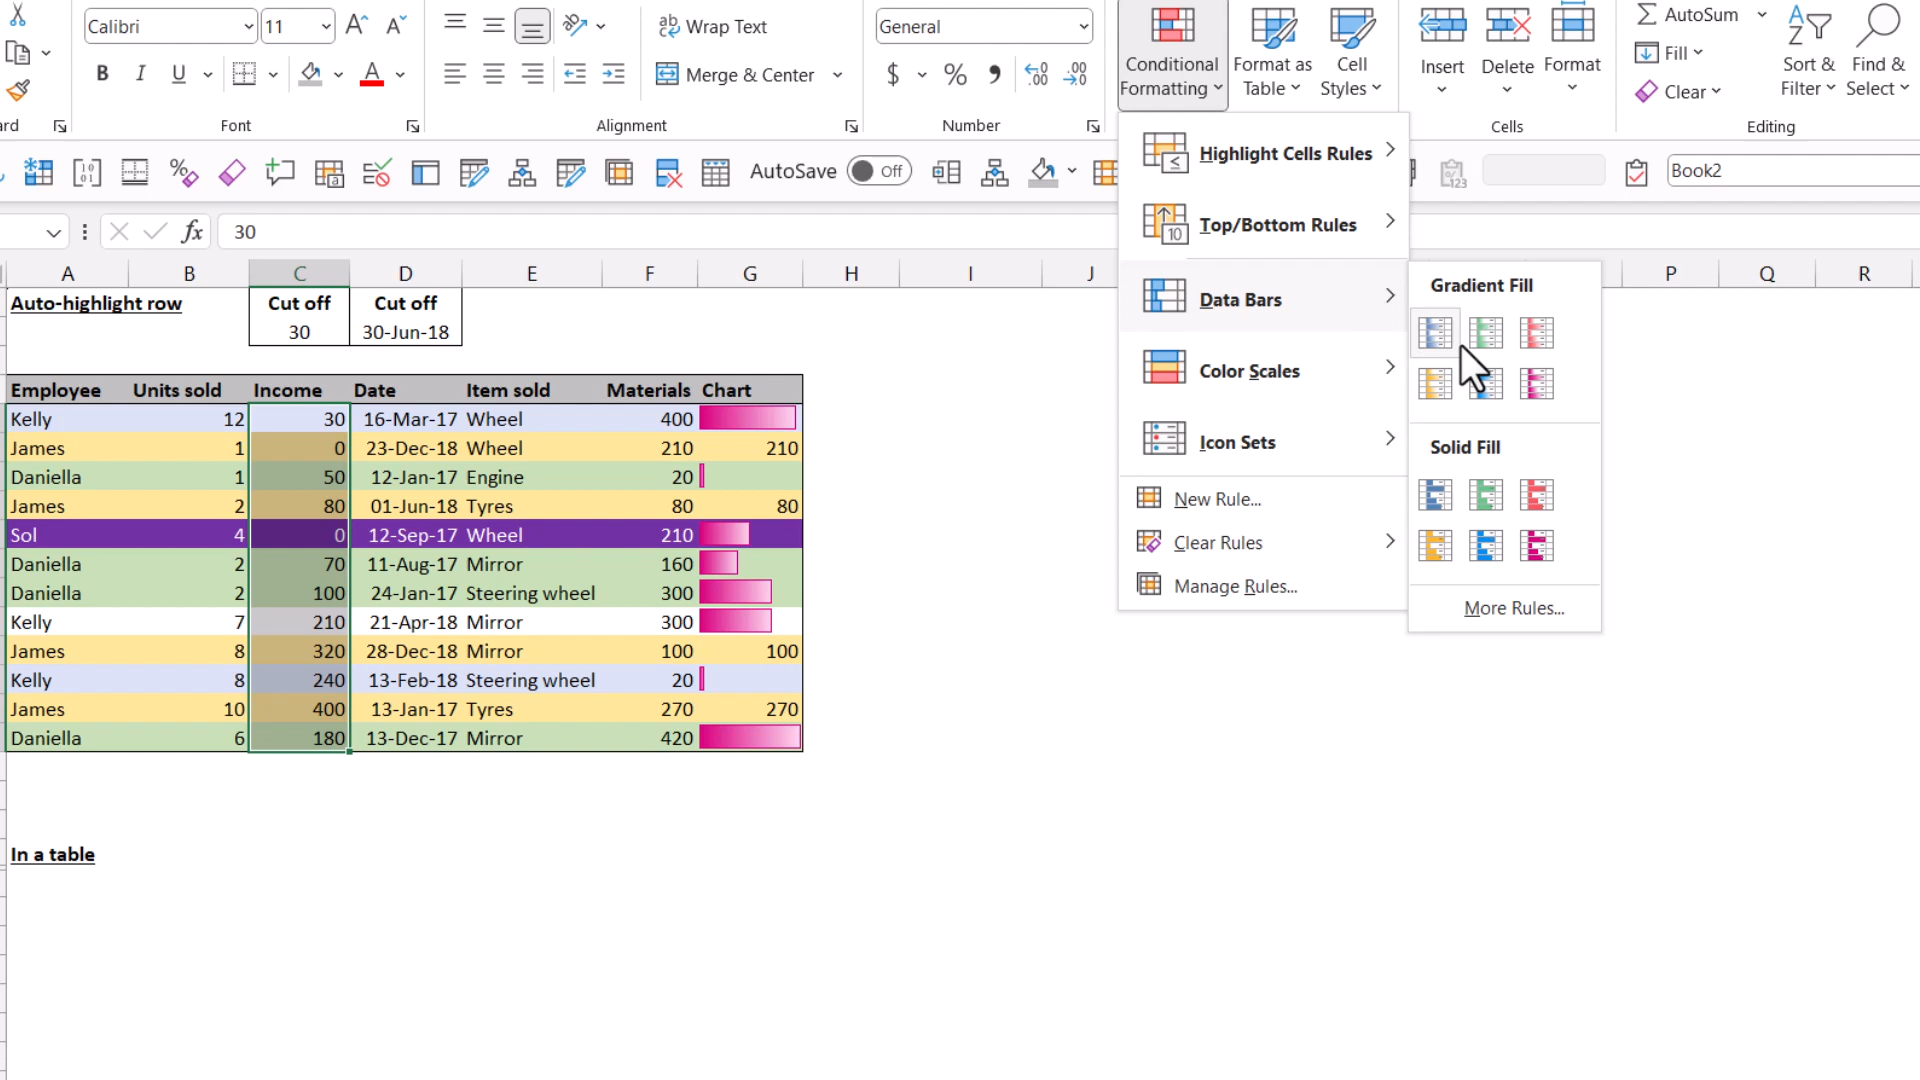 Calibri 11 Wrap Text General Conditional Formatting Format as Table Cell Styles Insert Delete Format AutoSum Fill Clear Sort & Filter Find & Select
B I U Merge & Center $ % 9 .00
ard Font Alignment Number Cells Editing
AutoSave Off Book2
fx 30
A B C D E F G H I J P Q R
Auto-highlight row Cut off Cut off
30 30-Jun-18
Employee Units sold Income Date Item sold Materials Chart
Kelly 12 30 16-Mar-17 Wheel 400
James 1 0 23-Dec-18 Wheel 210 210
Daniella 1 50 12-Jan-17 Engine 20
James 2 80 01-Jun-18 Tyres 80 80
Sol 4 0 12-Sep-17 Wheel 210
Daniella 2 70 11-Aug-17 Mirror 160
Daniella 2 100 24-Jan-17 Steering wheel 300
Kelly 7 210 21-Apr-18 Mirror 300
James 8 320 28-Dec-18 Mirror 100 100
Kelly 8 240 13-Feb-18 Steering wheel 20
James 10 400 13-Jan-17 Tyres 270 270
Daniella 6 180 13-Dec-17 Mirror 420
In a table
Highlight Cells Rules
Top/Bottom Rules
Data Bars
Color Scales
Icon Sets
New Rule...
Clear Rules
Manage Rules...
Gradient Fill
Solid Fill
More Rules...